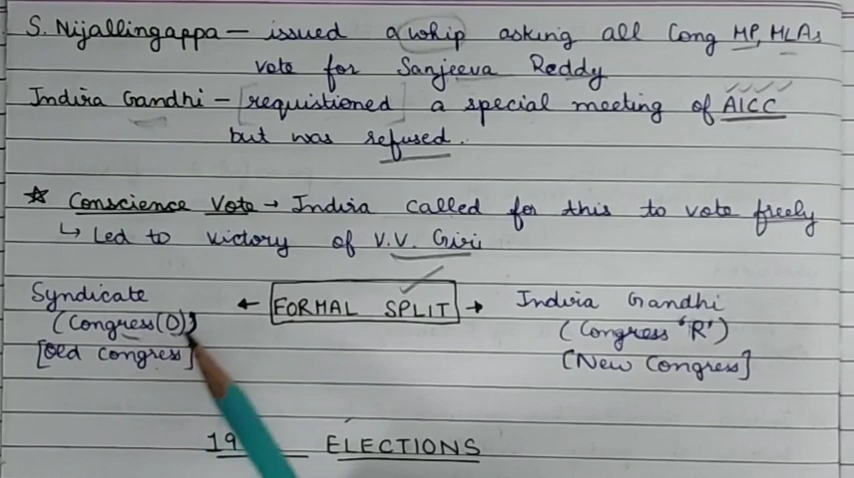 S. Nijallingappa – issued a whip asking all Cong MP, MLAs
vote for Sanjeeva Reddy
Indira Gandhi – [requistioned] a special meeting of AICC
but was refused.
☆ Conscience Vote → Indira called for this to vote freely
↳ Led to victory of V.V. Giri
Syndicate ← FORMAL SPLIT → Indira Gandhi
(Congress(O)) (Congress 'R')
[Old Congress] [New Congress]
19 ELECTIONS